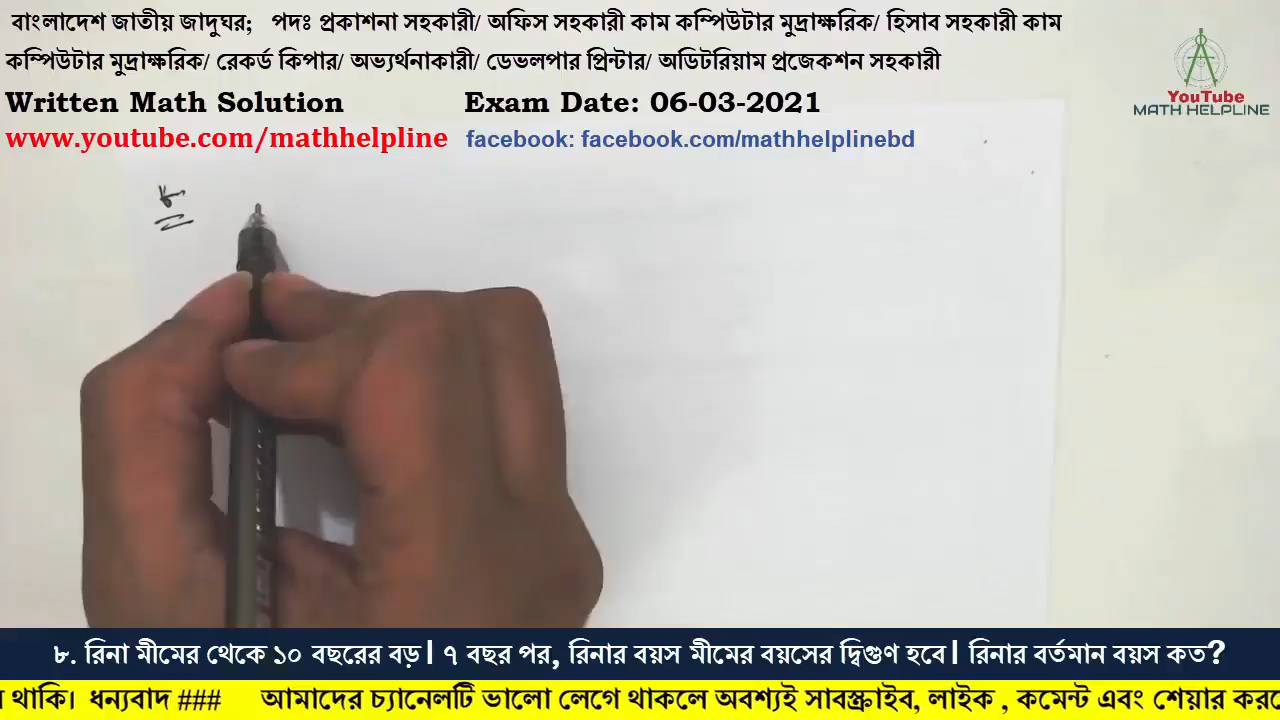 বাংলাদেশ জাতীয় জাদুঘর; পদঃ প্রকাশনা সহকারী/ অফিস সহকারী কাম কম্পিউটার মুদ্রাক্ষরিক/ হিসাব সহকারী কাম
কম্পিউটার মুদ্রাক্ষরিক/ রেকর্ড কিপার/ অভ্যর্থনাকারী/ ডেভলপার প্রিন্টার/ অডিটরিয়াম প্রজেকশন সহকারী
Written Math Solution Exam Date: 06-03-2021
YouTube
MATH HELPLINE
www.youtube.com/mathhelpline facebook: facebook.com/mathhelplinebd
৮
৮. রিনা মীমের থেকে ১০ বছরের বড়। ৭ বছর পর, রিনার বয়স মীমের বয়সের দ্বিগুণ হবে। রিনার বর্তমান বয়স কত?
র থাকি। ধন্যবাদ ### আমাদের চ্যানেলটি ভালো লেগে থাকলে অবশ্যই সাবস্ক্রাইব, লাইক , কমেন্ট এবং শেয়ার কর